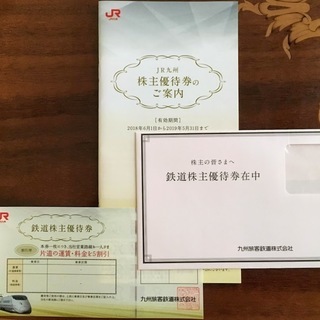 JR
JR九州
株主優待券の
ご案内
[有効期間]
2018年6月1日から2019年5月31日まで
株主の皆さまへ
鉄道株主優待券在中
九州旅客鉄道株式会社
JR
鉄道株主優待券
片道の運賃・料金を5割引!
九州旅客鉄道株式会社